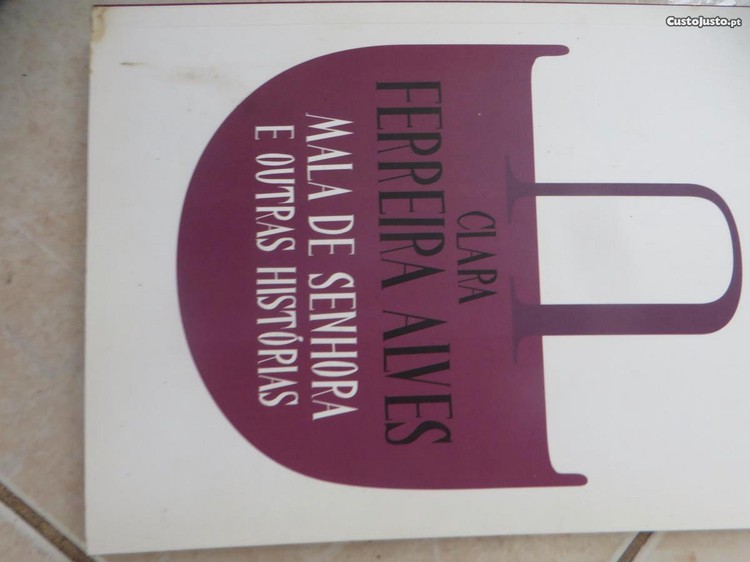 CustoJusto.pt
CLARA
FERREIRA ALVES
MALA DE SENHORA
E OUTRAS HISTÓRIAS